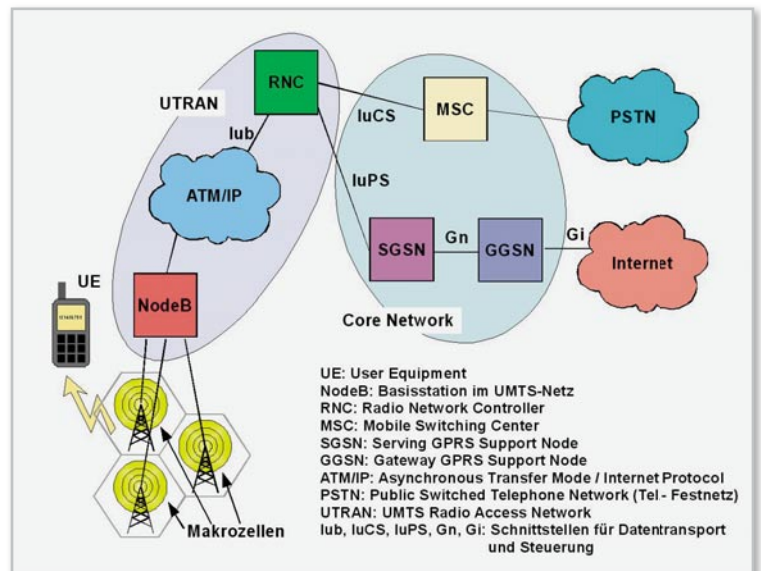 RNC
UTRAN
Iub
ATM/IP
NodeB
UE
Makrozellen
IuCS
IuPS
MSC
PSTN
SGSN
Gn
GGSN
Gi
Internet
Core Network
UE: User Equipment
NodeB: Basisstation im UMTS-Netz
RNC: Radio Network Controller
MSC: Mobile Switching Center
SGSN: Serving GPRS Support Node
GGSN: Gateway GPRS Support Node
ATM/IP: Asynchronous Transfer Mode / Internet Protocol
PSTN: Public Switched Telephone Network (Tel - Festnetz)
UTRAN: UMTS Radio Access Network
Iub, IuCS, IuPS, Gn, Gi: Schnittstellen für Datentransport
und Steuerung